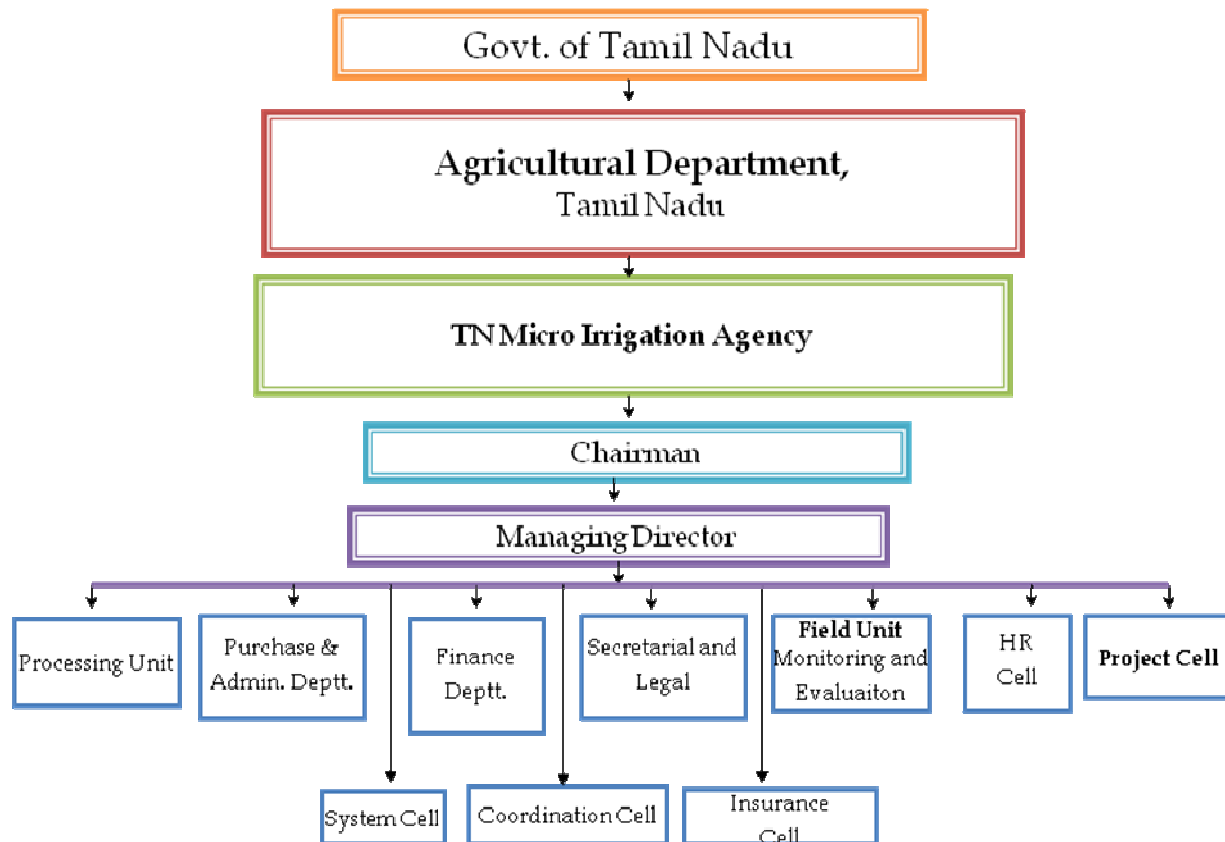 Govt. of Tamil Nadu
Agricultural Department,
Tamil Nadu
TN Micro Irrigation Agency
Chairman
Managing Director
Processing Unit
Purchase &
Admin. Deptt.
Finance
Deptt.
Secretarial and
Legal
Field Unit
Monitoring and
Evaluaiton
HR
Cell
Project Cell
System Cell
Coordination Cell
Insurance
Cell